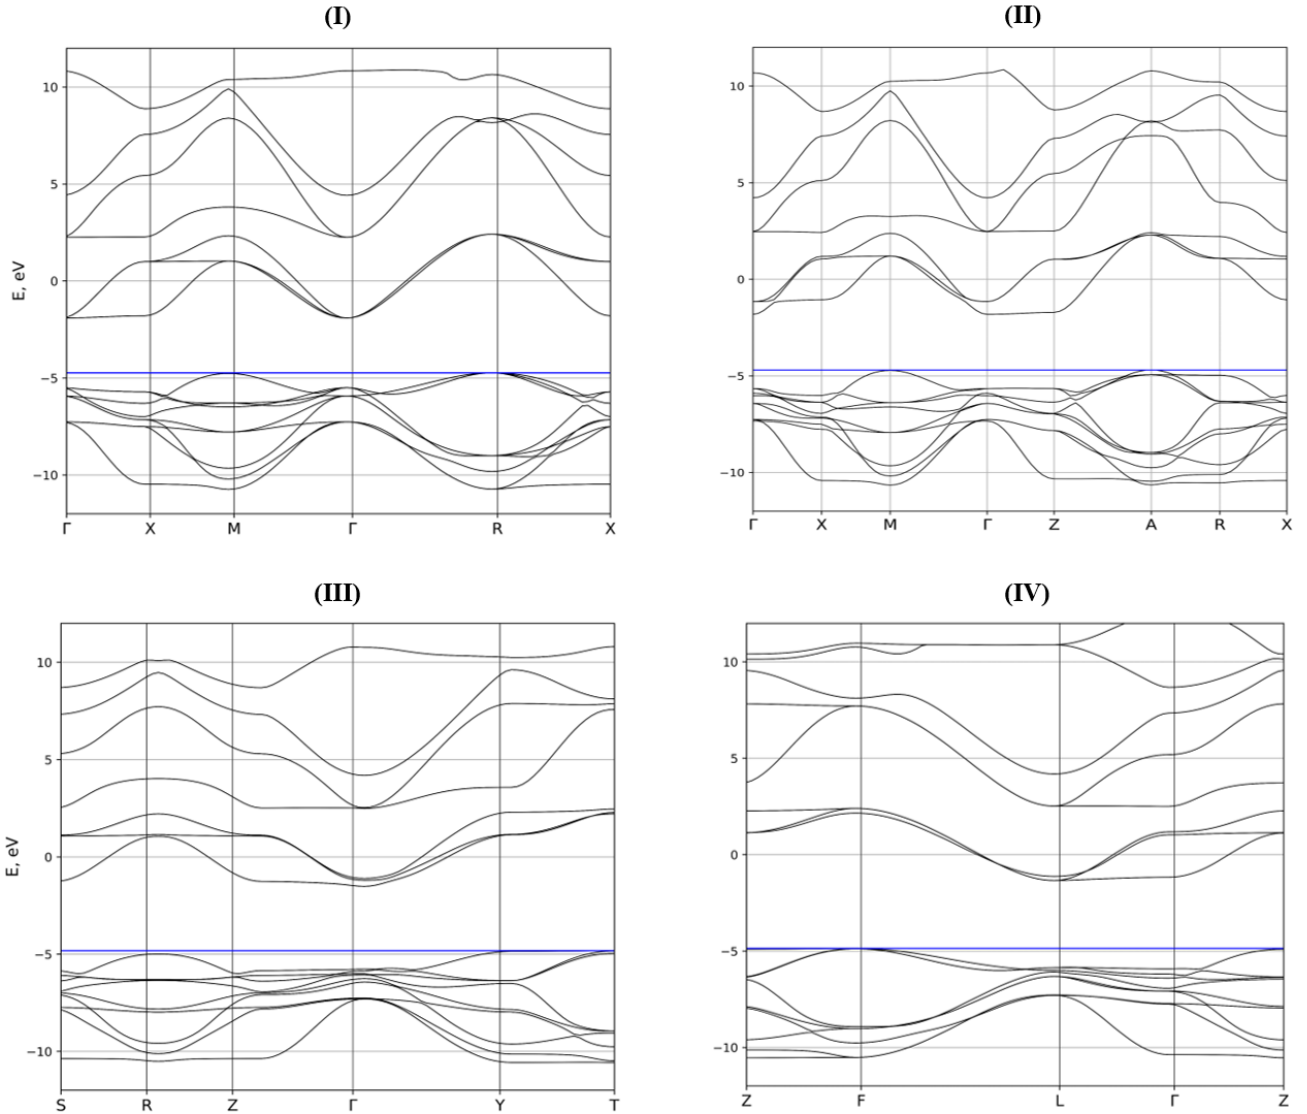 (I)
10
5
0
−5
−10
E, eV
Γ X M Γ R X
(II)
10
5
0
−5
−10
Γ X M Γ Z A R X
(III)
10
5
0
−5
−10
E, eV
S R Z Γ Y T
(IV)
10
5
0
−5
−10
Z F L Γ Z